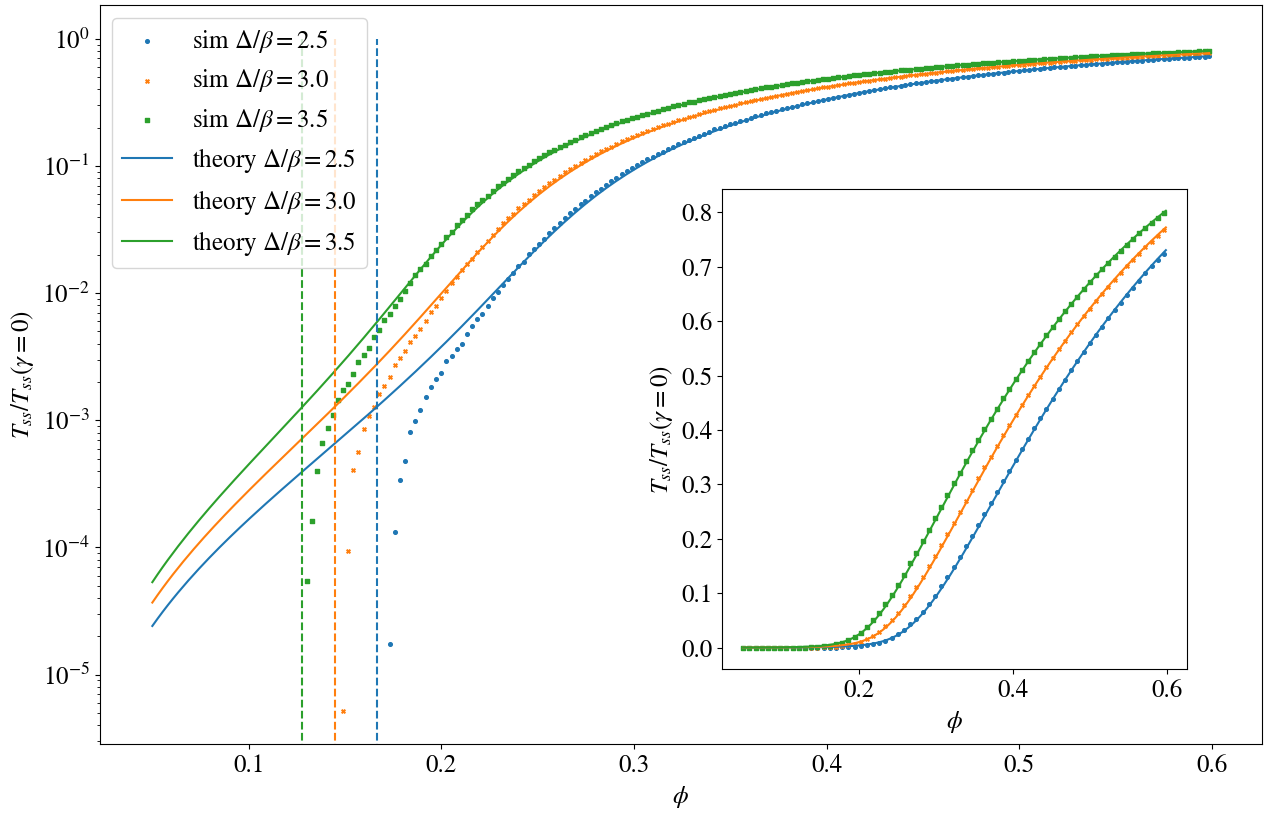 sim Δ/β = 2.5
sim Δ/β = 3.0
sim Δ/β = 3.5
theory Δ/β = 2.5
theory Δ/β = 3.0
theory Δ/β = 3.5
10⁰
10⁻¹
10⁻²
10⁻³
10⁻⁴
10⁻⁵
T_ss/T_ss(γ = 0)
0.1
0.2
0.3
0.4
0.5
0.6
ϕ
0.8
0.7
0.6
0.5
0.4
0.3
0.2
0.1
0.0
T_ss/T_ss(γ = 0)
0.2
0.4
0.6
ϕ